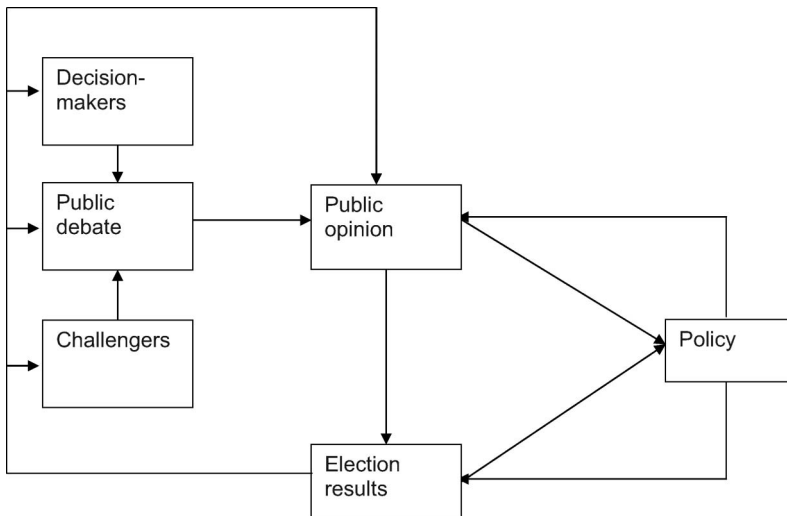 Decision-
makers
Public
debate
Public
opinion
Challengers
Policy
Election
results